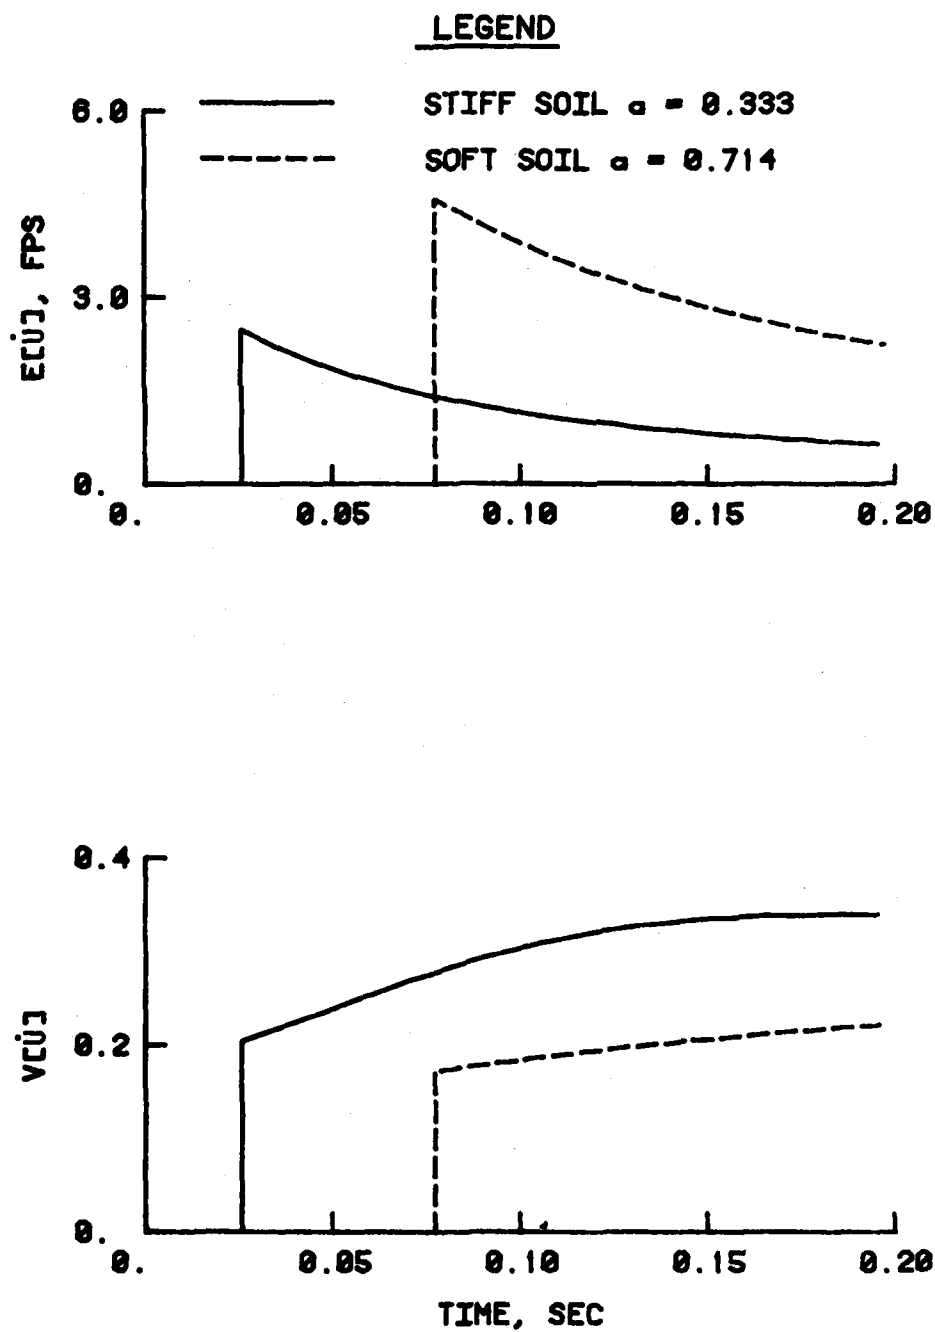 LEGEND
STIFF SOIL α = 0.333
SOFT SOIL α = 0.714
6.0
3.0
0.
E[U̇], FPS
0. 0.05 0.10 0.15 0.20
0.4
0.2
0.
V[U̇]
0. 0.05 0.10 0.15 0.20
TIME, SEC